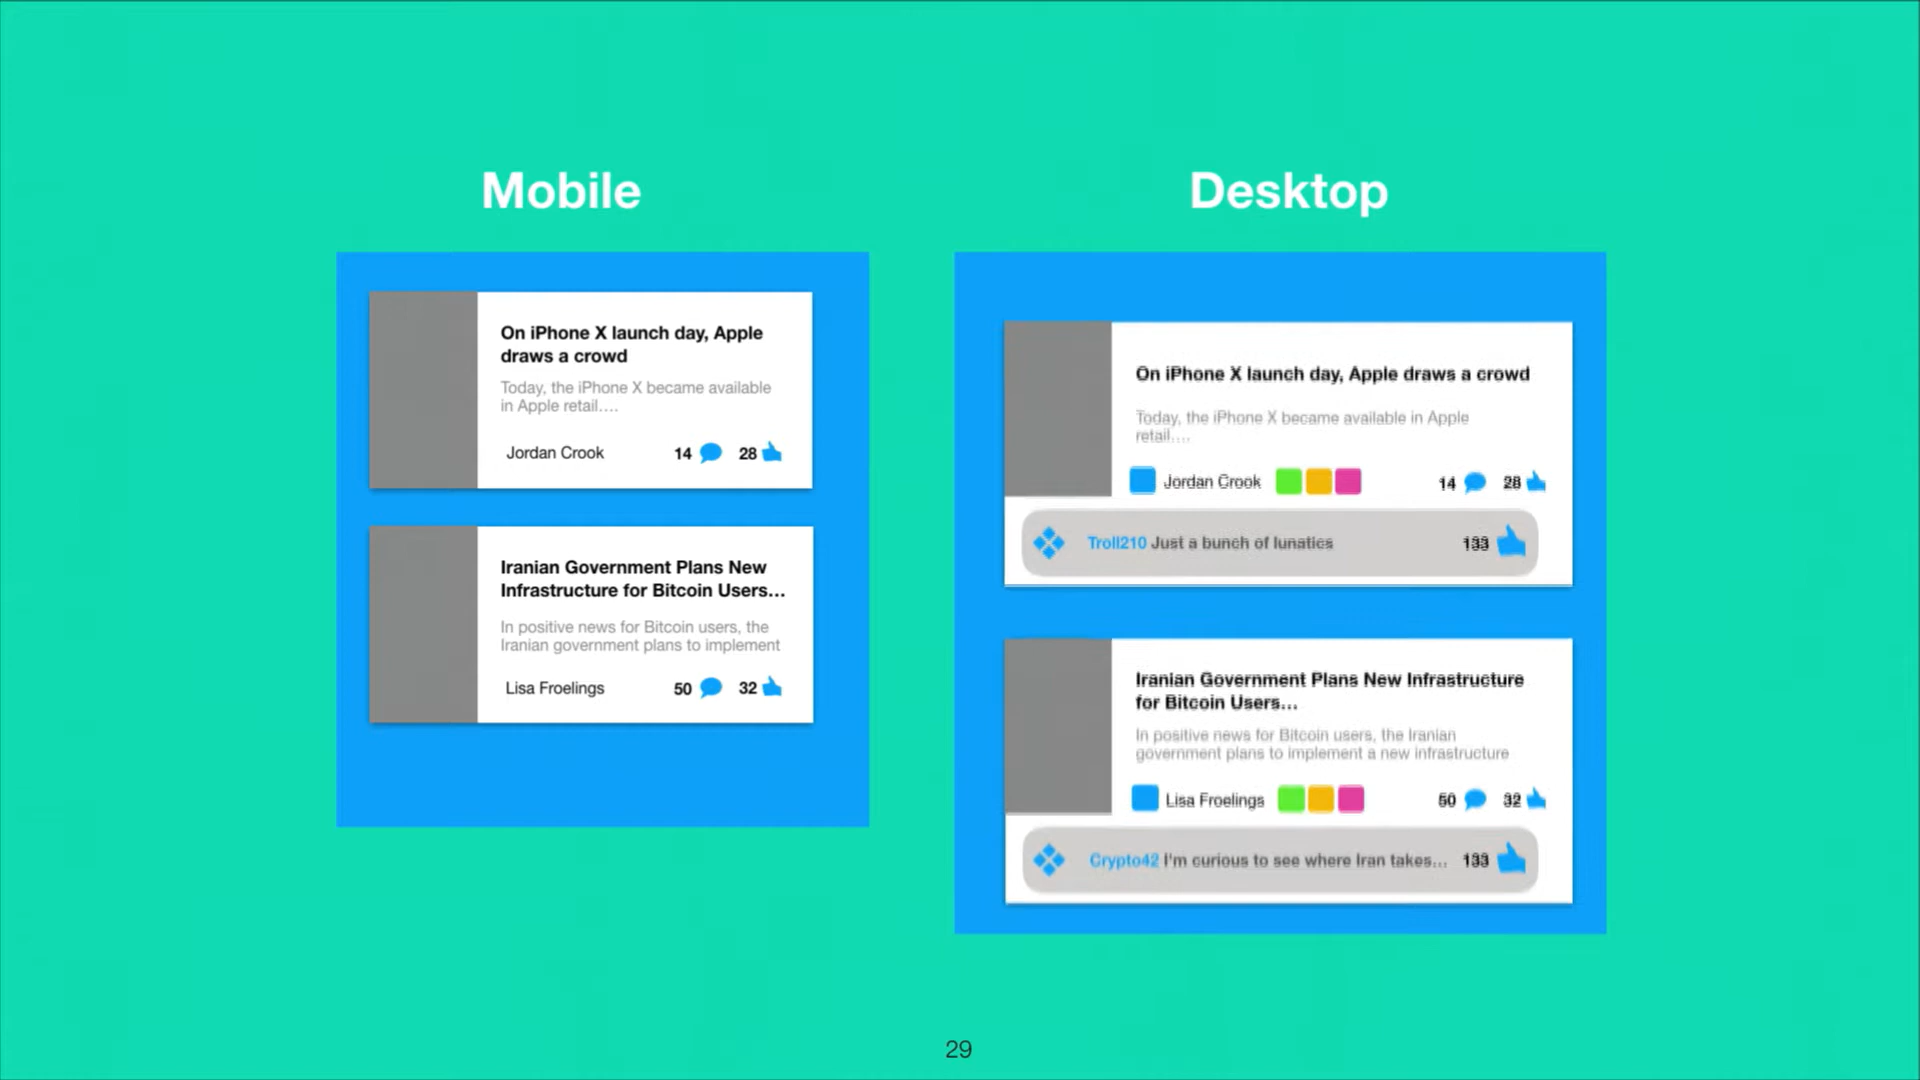 Mobile
On iPhone X launch day, Apple
draws a crowd
Today, the iPhone X became available
in Apple retail….
Jordan Crook 14 28
Iranian Government Plans New
Infrastructure for Bitcoin Users…
In positive news for Bitcoin users, the
Iranian government plans to implement
Lisa Froelings 50 32
Desktop
On iPhone X launch day, Apple draws a crowd
Today, the iPhone X became available in Apple
retail….
Jordan Crook 14 28
Troll210 Just a bunch of lunatics 133
Iranian Government Plans New Infrastructure
for Bitcoin Users…
In positive news for Bitcoin users, the Iranian
government plans to implement a new infrastructure
Lisa Froelings 50 32
Crypto42 I'm curious to see where Iran takes… 133
29